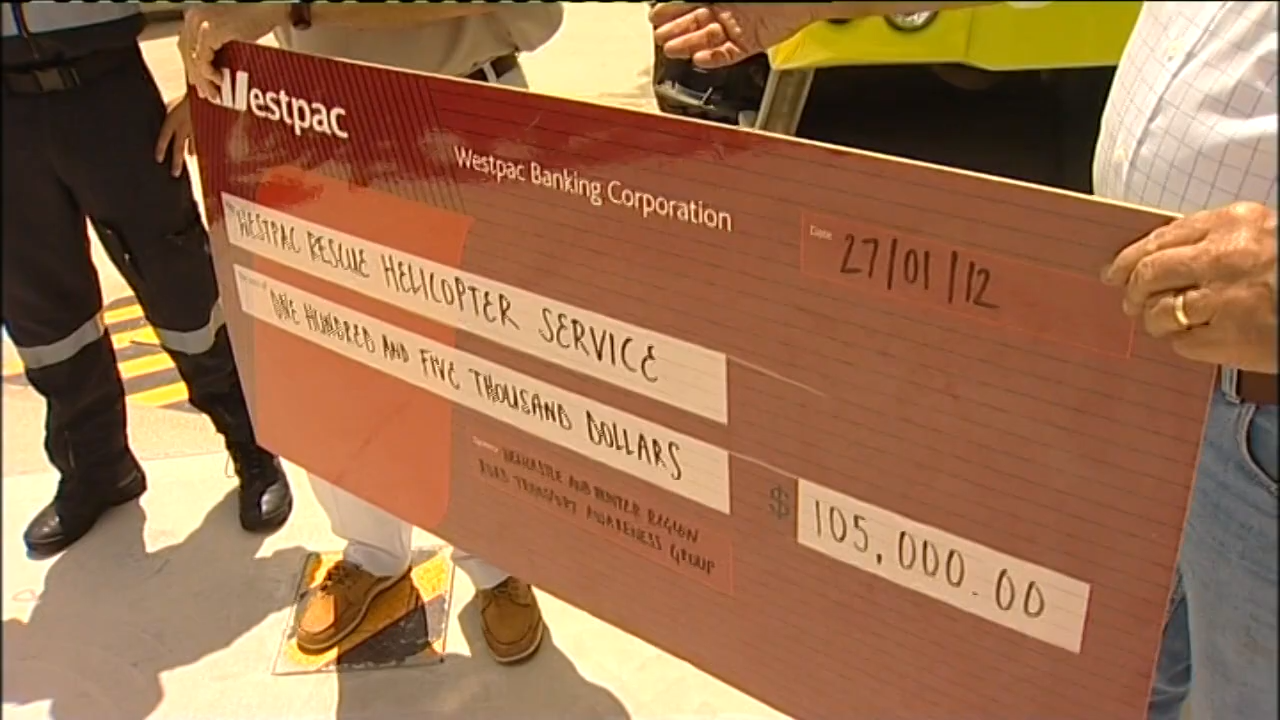 Westpac
Westpac Banking Corporation
Date 27/01/12
WESTPAC RESCUE HELICOPTER SERVICE
ONE HUNDRED AND FIVE THOUSAND DOLLARS
$ 105,000.00
NEWCASTLE AND HUNTER REGION
ROAD TRANSPORT AWARENESS GROUP